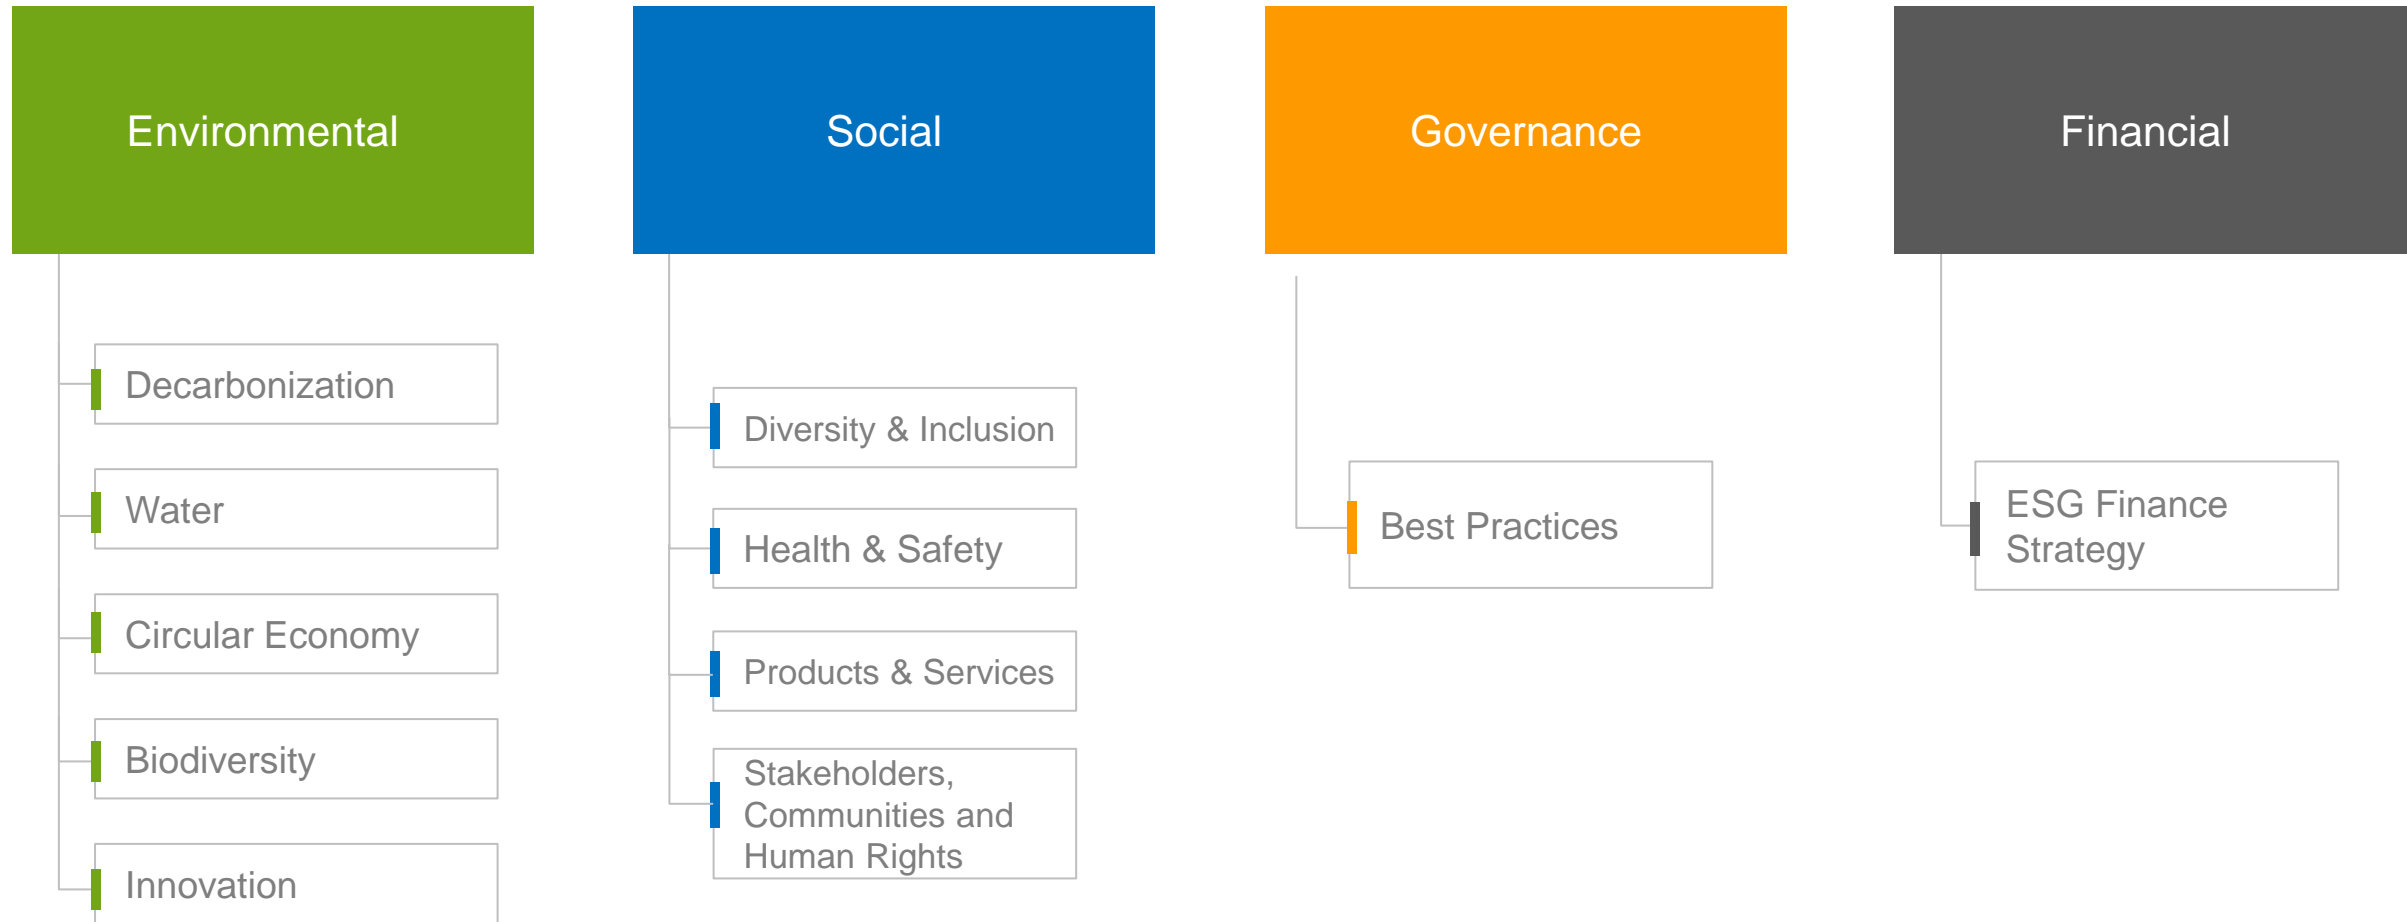 Environmental
Decarbonization
Water
Circular Economy
Biodiversity
Innovation
Social
Diversity & Inclusion
Health & Safety
Products & Services
Stakeholders,
Communities and
Human Rights
Governance
Best Practices
Financial
ESG Finance
Strategy